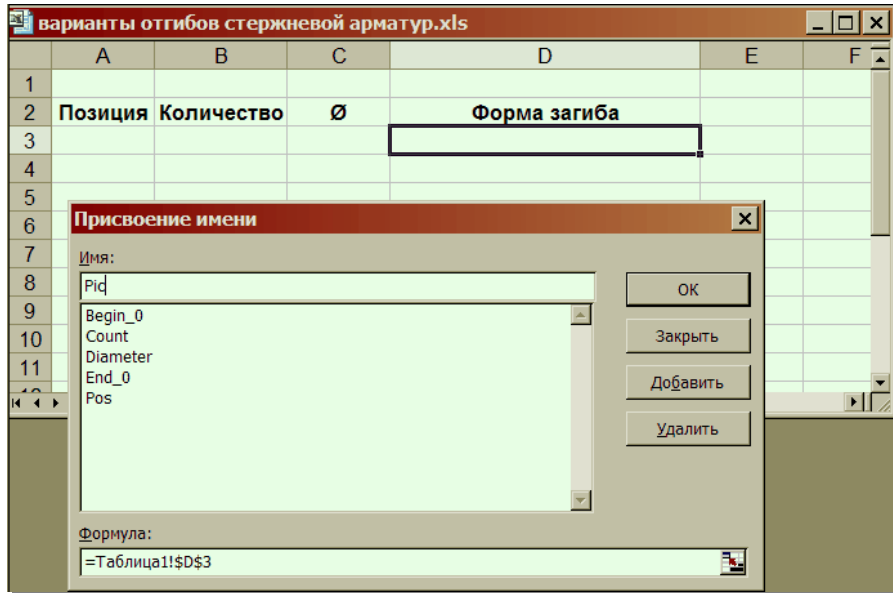 варианты отгибов стержневой арматур.xls
A B C D E F
1
2 Позиция Количество Ø Форма загиба
3
4
5
6
7
8
9
10
11
Присвоение имени
Имя:
Pic
Begin_0
Count
Diameter
End_0
Pos
OK
Закрыть
Добавить
Удалить
Формула:
=Таблица1!$D$3